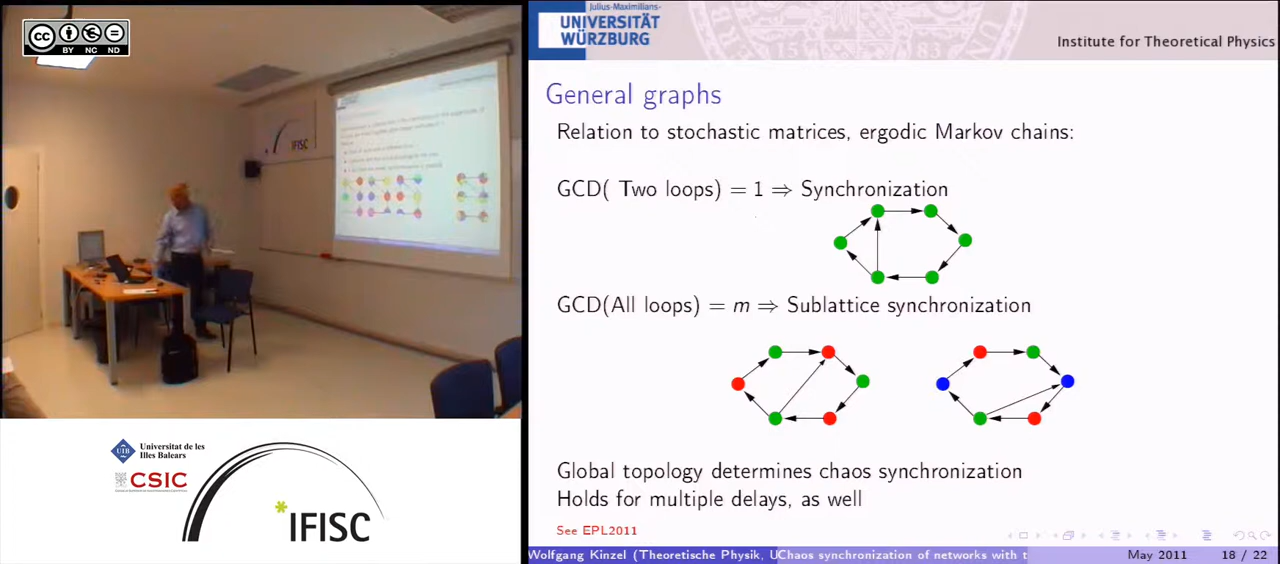 cc
BY NC ND
IFISC
Universitat de les
Illes Balears
UIB
CSIC
*IFISC
Julius-Maximilians-
UNIVERSITÄT
WÜRZBURG
Institute for Theoretical Physics
General graphs
Relation to stochastic matrices, ergodic Markov chains:
GCD( Two loops) = 1 ⇒ Synchronization
GCD(All loops) = m ⇒ Sublattice synchronization
Global topology determines chaos synchronization
Holds for multiple delays, as well
See EPL2011
Wolfgang Kinzel (Theoretische Physik, UChaos synchronization of networks with t
May 2011
18 / 22